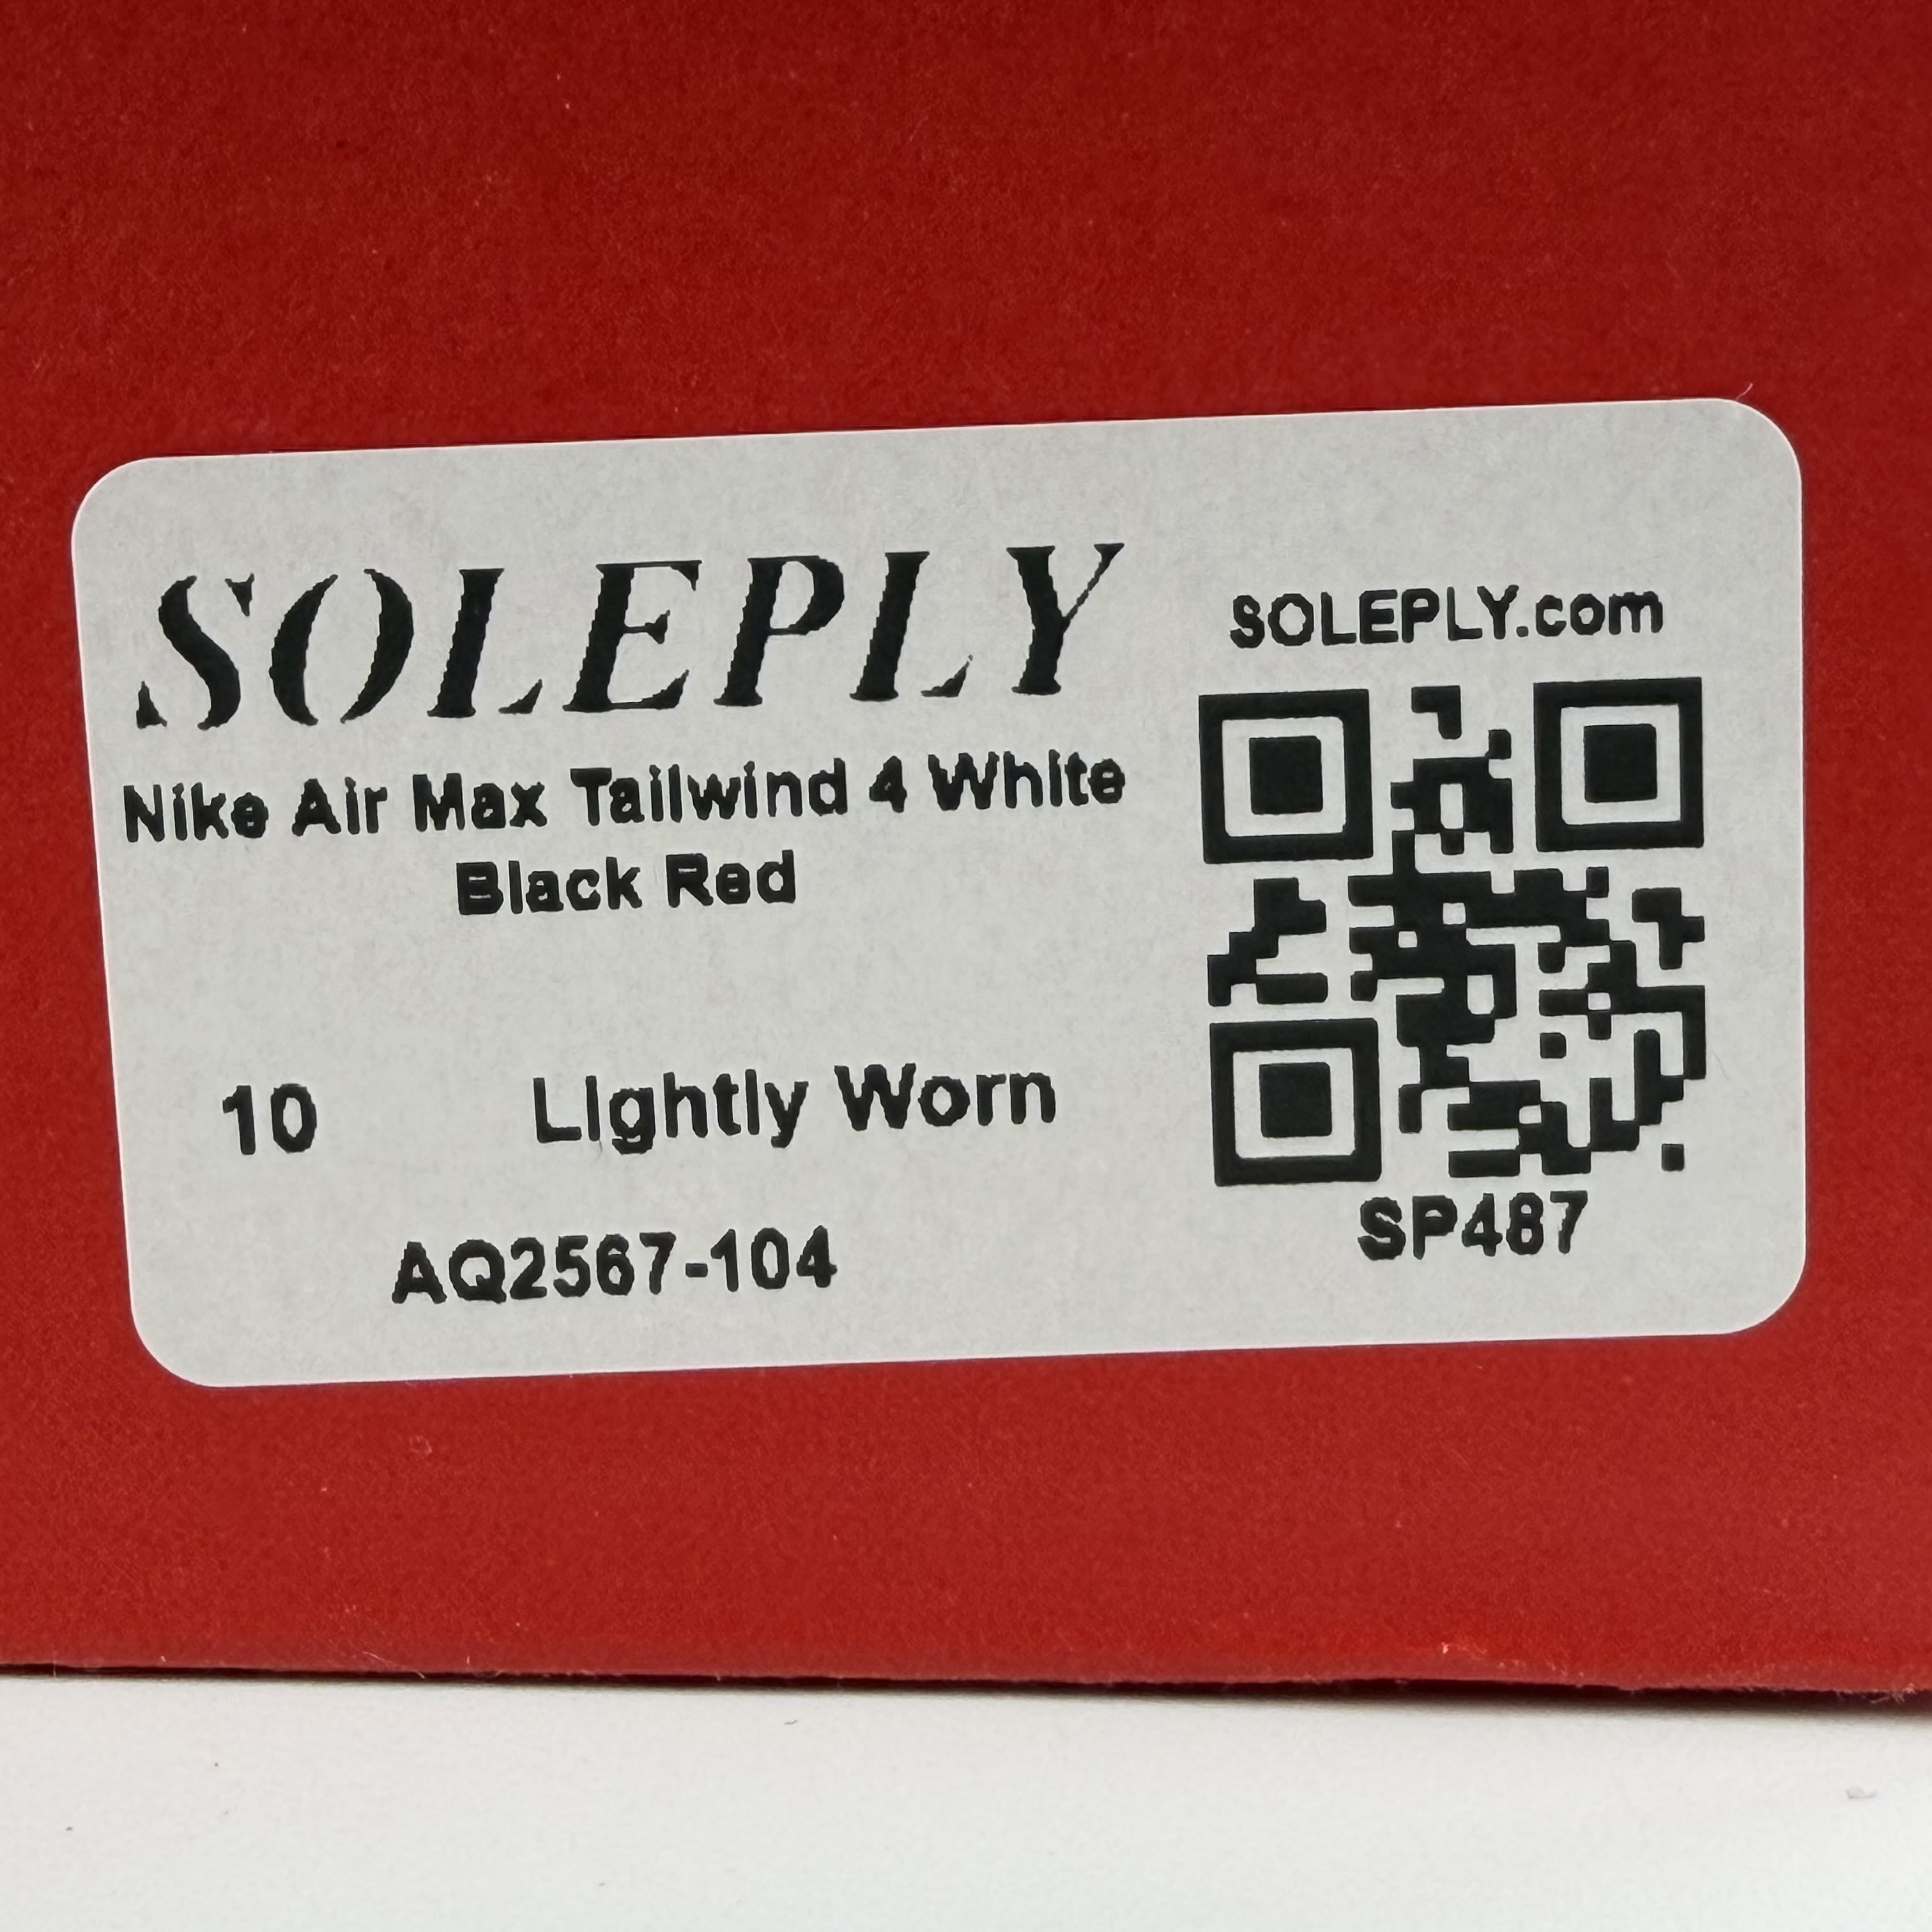 SOLEPLY
Nike Air Max Tailwind 4 White
Black Red
10 Lightly Worn
AQ2567-104
SOLEPLY.com
SP487